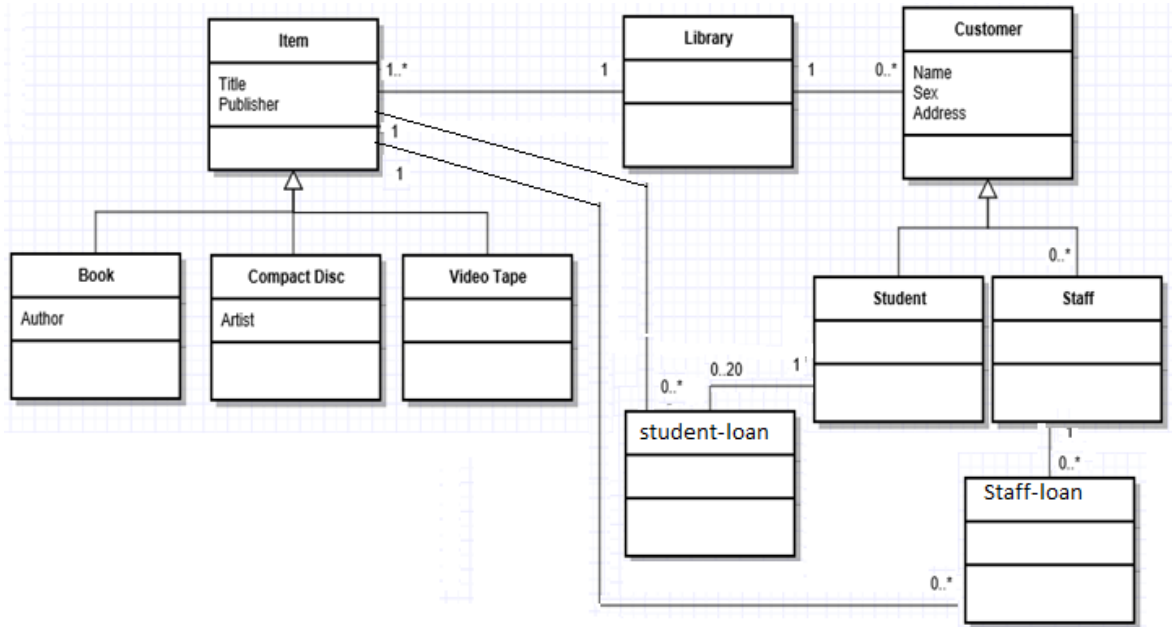 Item
Title
Publisher
1..*
1
Library
1
0..*
Customer
Name
Sex
Address
1
1
Book
Author
Compact Disc
Artist
Video Tape
0..*
Student
Staff
0..*
0..20
1
student-loan
1
0..*
Staff-loan
0..*